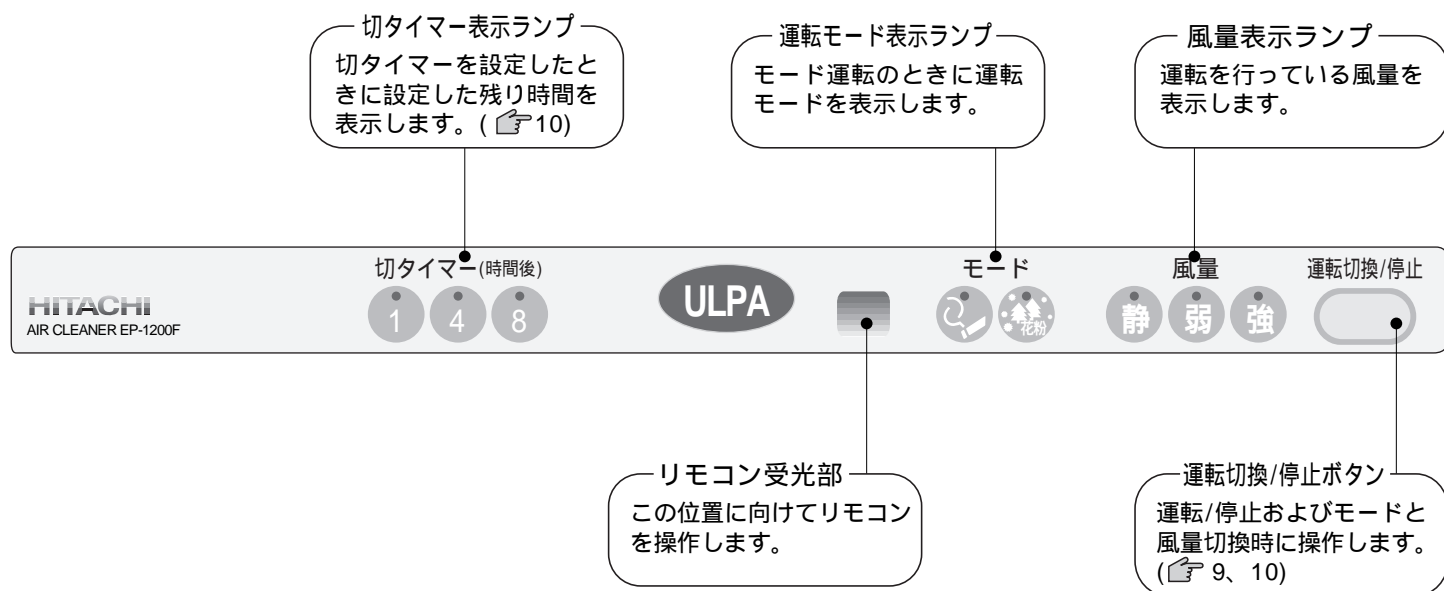 切タイマー表示ランプ
切タイマーを設定したと
きに設定した残り時間を
表示します。( 10)
運転モード表示ランプ
モード運転のときに運転
モードを表示します。
風量表示ランプ
運転を行っている風量を
表示します。
HITACHI
AIR CLEANER EP-1200F
切タイマー(時間後)
1 4 8
ULPA
モード
花粉
風量
静 弱 強
運転切換/停止
リモコン受光部
この位置に向けてリモコン
を操作します。
運転切換/停止ボタン
運転/停止およびモードと
風量切換時に操作します。
( 9、10)